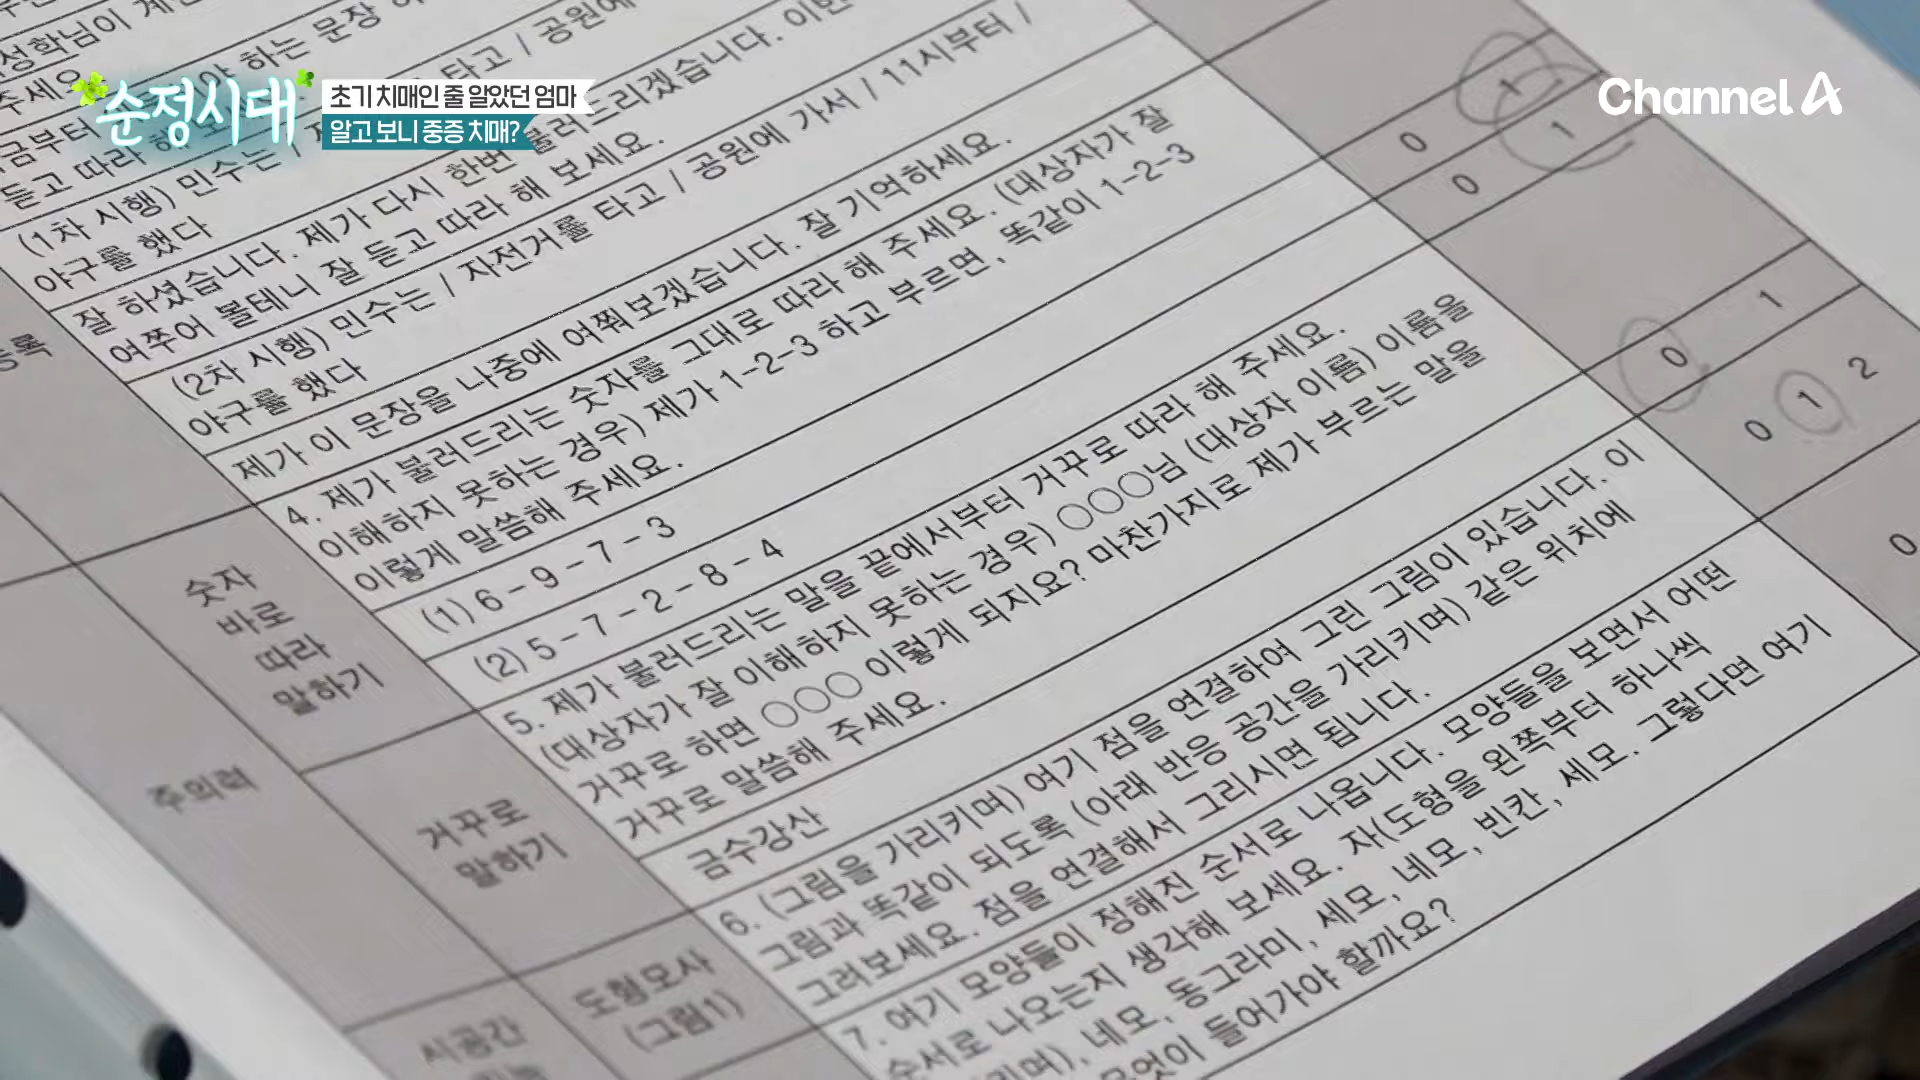 순정시대
초기 치매인 줄 알았던 엄마
알고 보니 중증 치매?
Channel A
하는 문장
타고 / 공원에
듣고 따라 해
(1차 시행) 민수는 /
야구를 했다
잘 하셨습니다. 제가 다시 한번 불러드리겠습니다. 이번
여쭈어 볼테니 잘 듣고 따라 해 보세요.
(2차 시행) 민수는 / 자전거를 타고 / 공원에 가서 / 11시부터 /
야구를 했다
제가 이 문장을 나중에 여쭤보겠습니다. 잘 기억하세요.
4. 제가 불러드리는 숫자를 그대로 따라 해 주세요. (대상자가 잘
이해하지 못하는 경우) 제가 1-2-3 하고 부르면, 똑같이 1-2-3
이렇게 말씀해 주세요.
(1) 6 - 9 - 7 - 3
(2) 5 - 7 - 2 - 8 - 4
5. 제가 불러드리는 말을 끝에서부터 거꾸로 따라 해 주세요.
(대상자가 잘 이해하지 못하는 경우) ○○○님 (대상자 이름) 이름을
거꾸로 하면 ○○○ 이렇게 되지요? 마찬가지로 제가 부르는 말을
거꾸로 말씀해 주세요.
금수강산
6. (그림을 가리키며) 여기 점을 연결하여 그린 그림이 있습니다. 이
그림과 똑같이 되도록 (아래 반응 공간을 가리키며) 같은 위치에
그려보세요. 점을 연결해서 그리시면 됩니다.
7. 여기 모양들이 정해진 순서로 나옵니다. 모양들을 보면서 어떤
순서로 나오는지 생각해 보세요. 자(도형을 왼쪽부터 하나씩
키며), 네모, 동그라미, 세모, 네모, 빈칸, 세모. 그렇다면 여기
무엇이 들어가야 할까요?
주의력
숫자
바로
따라
말하기
거꾸로
말하기
시공간
도형모사
(그림1)
0 1
0 1
0 1
0 1 2
0